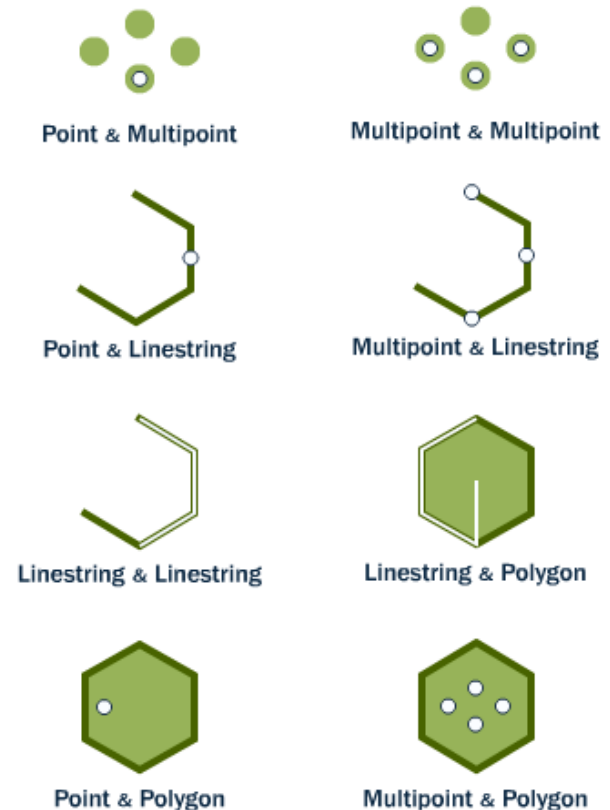 Point & Multipoint
Multipoint & Multipoint
Point & Linestring
Multipoint & Linestring
Linestring & Linestring
Linestring & Polygon
Point & Polygon
Multipoint & Polygon